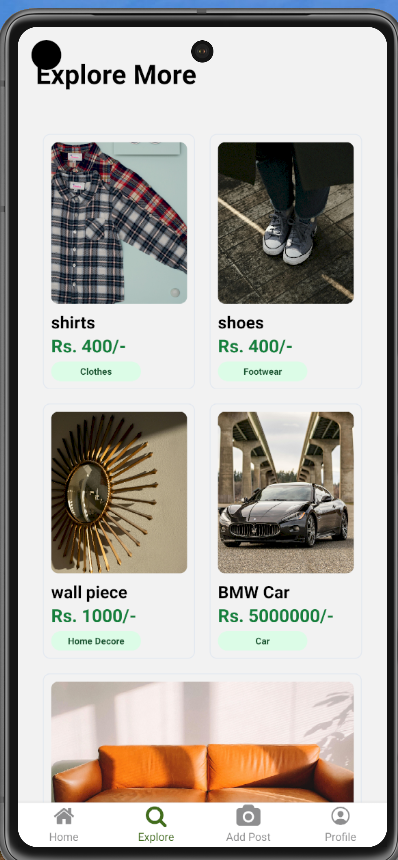 Explore More
shirts
Rs. 400/-
Clothes
shoes
Rs. 400/-
Footwear
wall piece
Rs. 1000/-
Home Decore
BMW Car
Rs. 5000000/-
Car
Home
Explore
Add Post
Profile